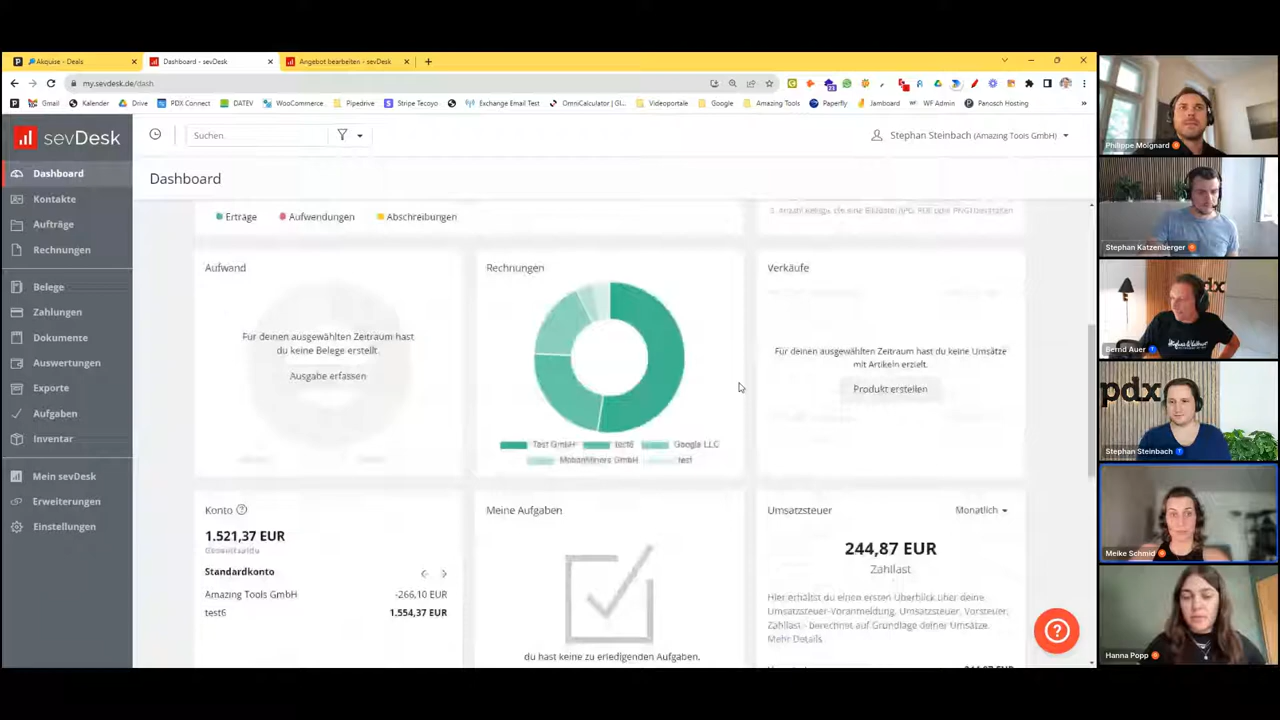 Akquise - Deals
Dashboard - sevDesk
Angebot bearbeiten - sevDesk
my.sevdesk.de/dash
Gmail
Kalender
Drive
PDX Connect
DATEV
WooCommerce
Pipedrive
Stripe Tecoyo
Exchange Email Test
OmniCalculator | Gl...
Videoportale
Google
Amazing Tools
Paperfly
Jamboard
WF Admin
Panosch Hosting
sevDesk
Suchen.
Stephan Steinbach (Amazing Tools GmbH)
Dashboard
Kontakte
Aufträge
Rechnungen
Belege
Zahlungen
Dokumente
Auswertungen
Exporte
Aufgaben
Inventar
Mein sevDesk
Erweiterungen
Einstellungen
Dashboard
Erträge
Aufwendungen
Abschreibungen
Aufwand
Für deinen ausgewählten Zeitraum hast
du keine Belege erstellt.
Ausgabe erfassen
Rechnungen
Test GmbH
test6
Google LLC
GmbH
test
Verkäufe
Für deinen ausgewählten Zeitraum hast du keine Umsätze
mit Artikeln erzielt.
Produkt erstellen
Konto
1.521,37 EUR
Gesamtsaldo
Standardkonto
Amazing Tools GmbH
-266,10 EUR
test6
1.554,37 EUR
Meine Aufgaben
du hast keine zu erledigenden Aufgaben.
Umsatzsteuer
Monatlich
244,87 EUR
Zahllast
Hier erhältst du einen ersten Überblick über deine
Umsatzsteuer-Voranmeldung. Umsatzsteuer, Vorsteuer,
Zahllast - berechnet auf Grundlage deiner Umsätze.
Mehr Details
Philippe Moignard
Stephan Katzenberger
Bernd Auer
Stephan Steinbach
pdx
Meike Schmid
Hanna Popp